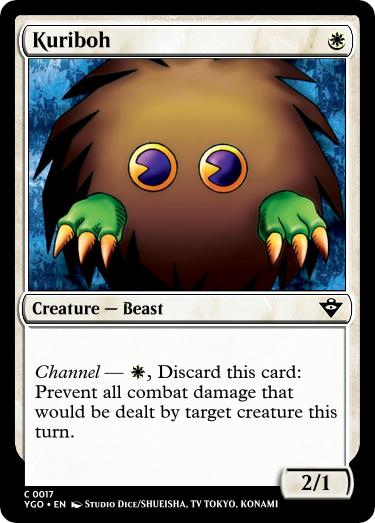 Kuriboh
Creature — Beast
Channel — , Discard this card:
Prevent all combat damage that
would be dealt by target creature this
turn.
2/1
C 0017
YGO • EN Studio Dice/SHUEISHA, TV TOKYO, KONAMI